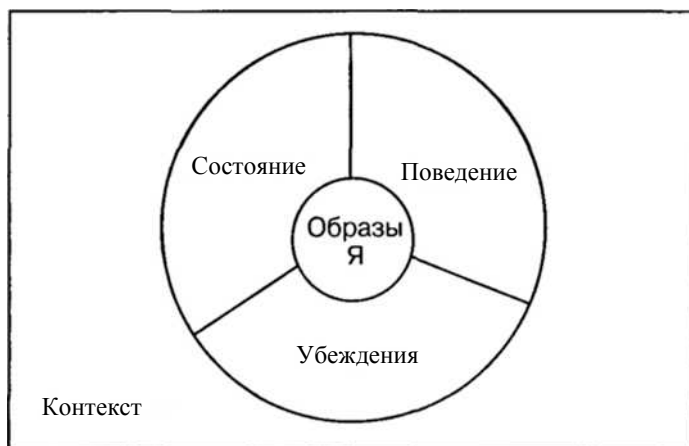 Состояние
Поведение
Образы
Я
Убеждения
Контекст